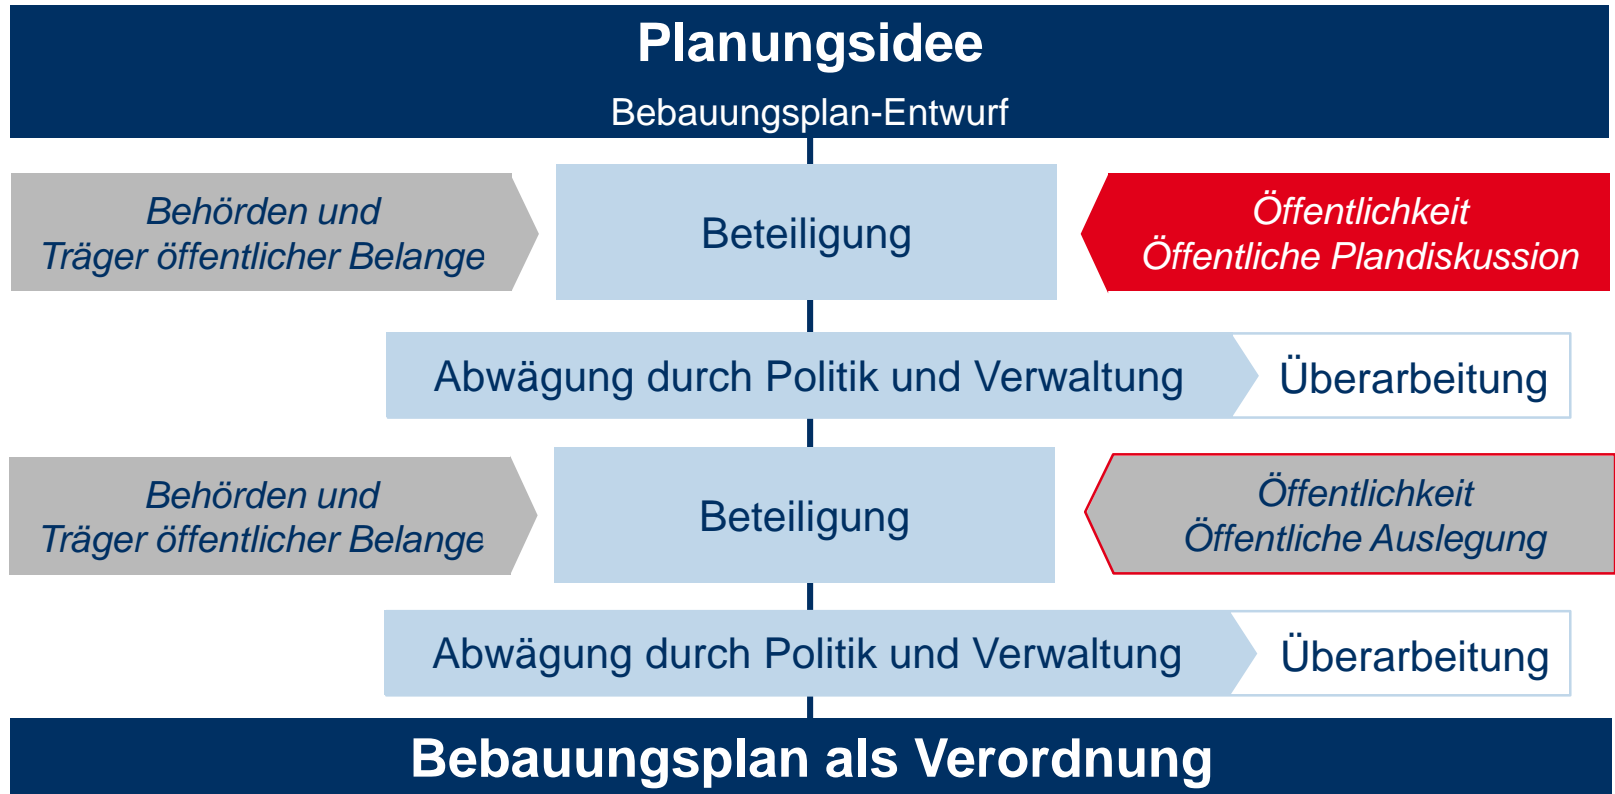 Planungsidee
Bebauungsplan-Entwurf
Behörden und
Träger öffentlicher Belange
Beteiligung
Öffentlichkeit
Öffentliche Plandiskussion
Abwägung durch Politik und Verwaltung
Überarbeitung
Behörden und
Träger öffentlicher Belange
Beteiligung
Öffentlichkeit
Öffentliche Auslegung
Abwägung durch Politik und Verwaltung
Überarbeitung
Bebauungsplan als Verordnung